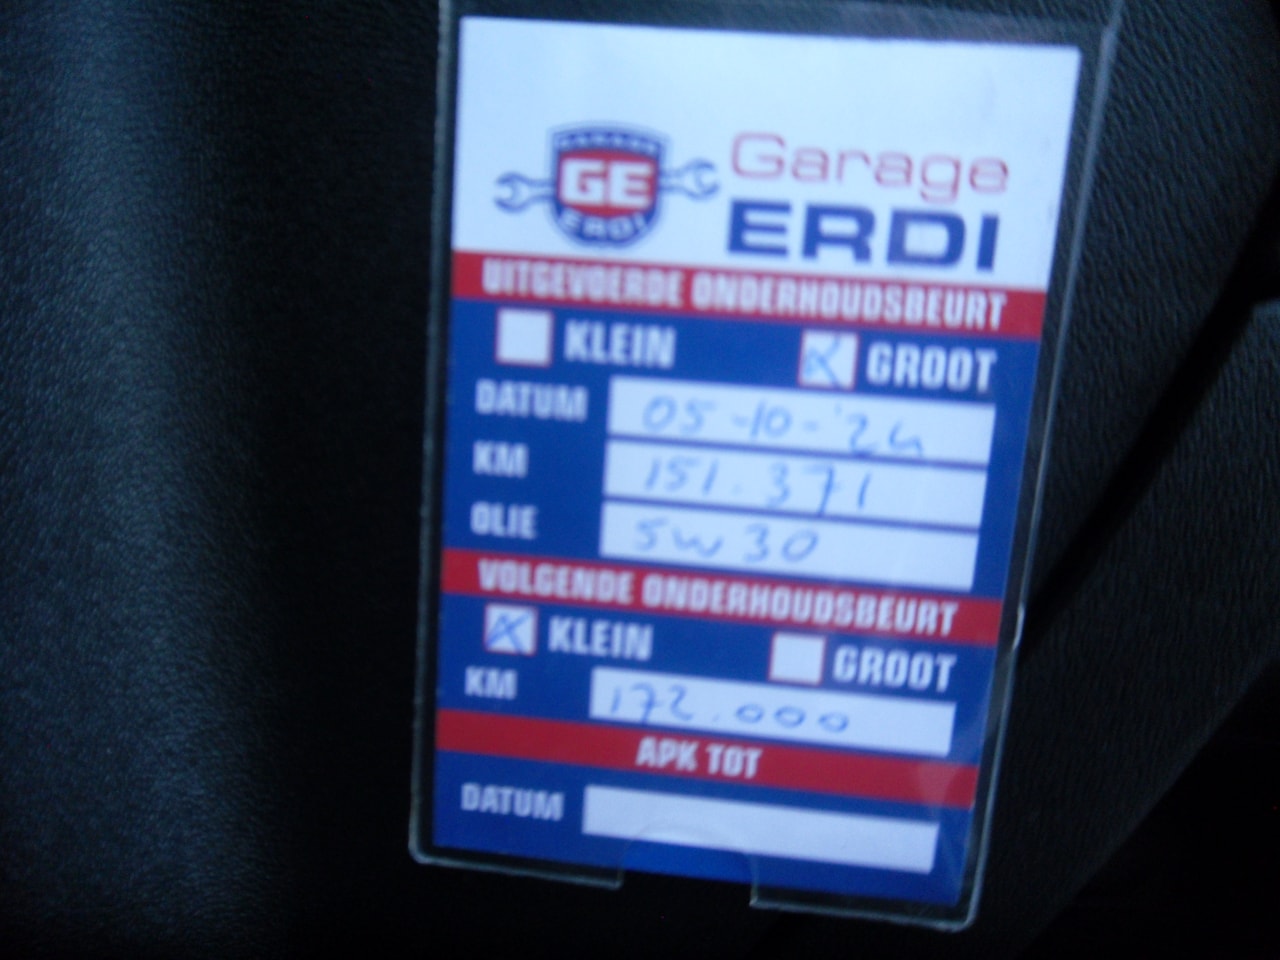 GARAGE
GE
ERDI
Garage
ERDI
UITGEVOERDE ONDERHOUDSBEURT
KLEIN GROOT
DATUM 05-10-'24
KM 151.371
OLIE 5w30
VOLGENDE ONDERHOUDSBEURT
KLEIN GROOT
KM 172.000
APK TOT
DATUM